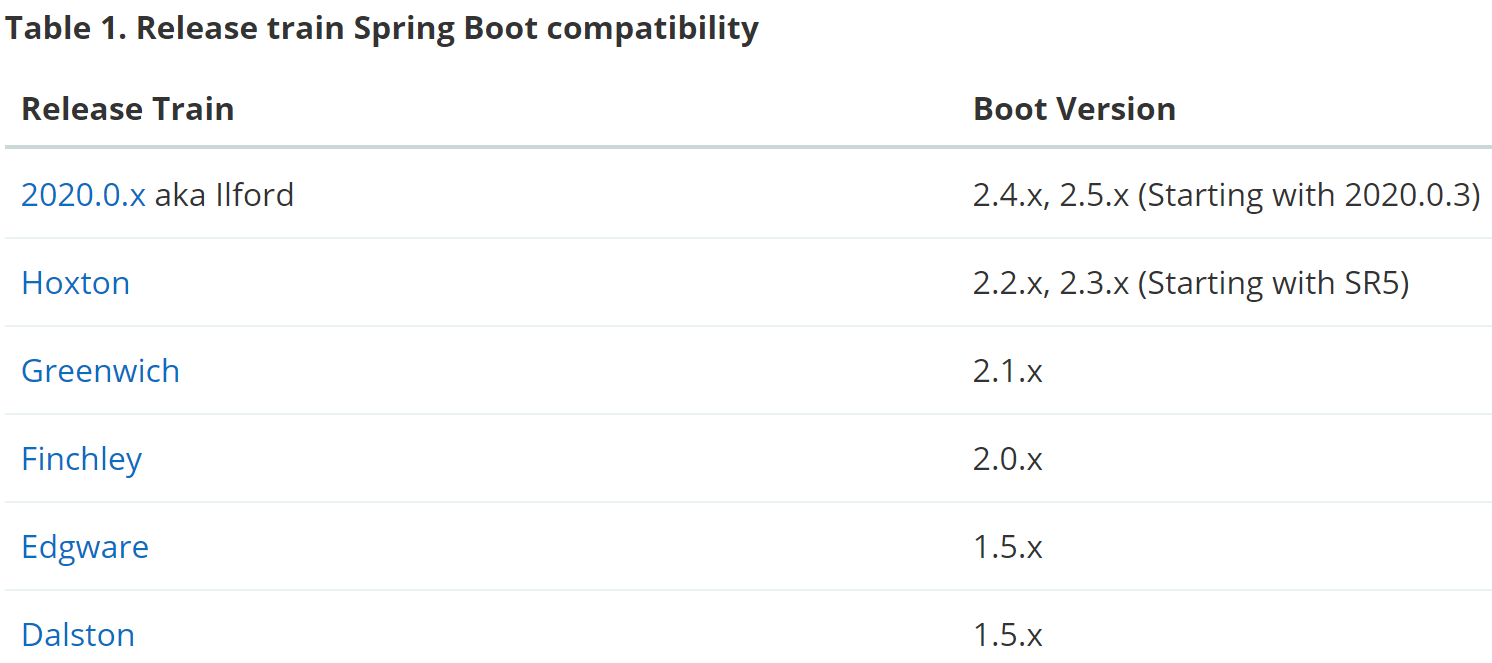 Table 1. Release train Spring Boot compatibility
Release Train Boot Version
2020.0.x aka Ilford 2.4.x, 2.5.x (Starting with 2020.0.3)
Hoxton 2.2.x, 2.3.x (Starting with SR5)
Greenwich 2.1.x
Finchley 2.0.x
Edgware 1.5.x
Dalston 1.5.x